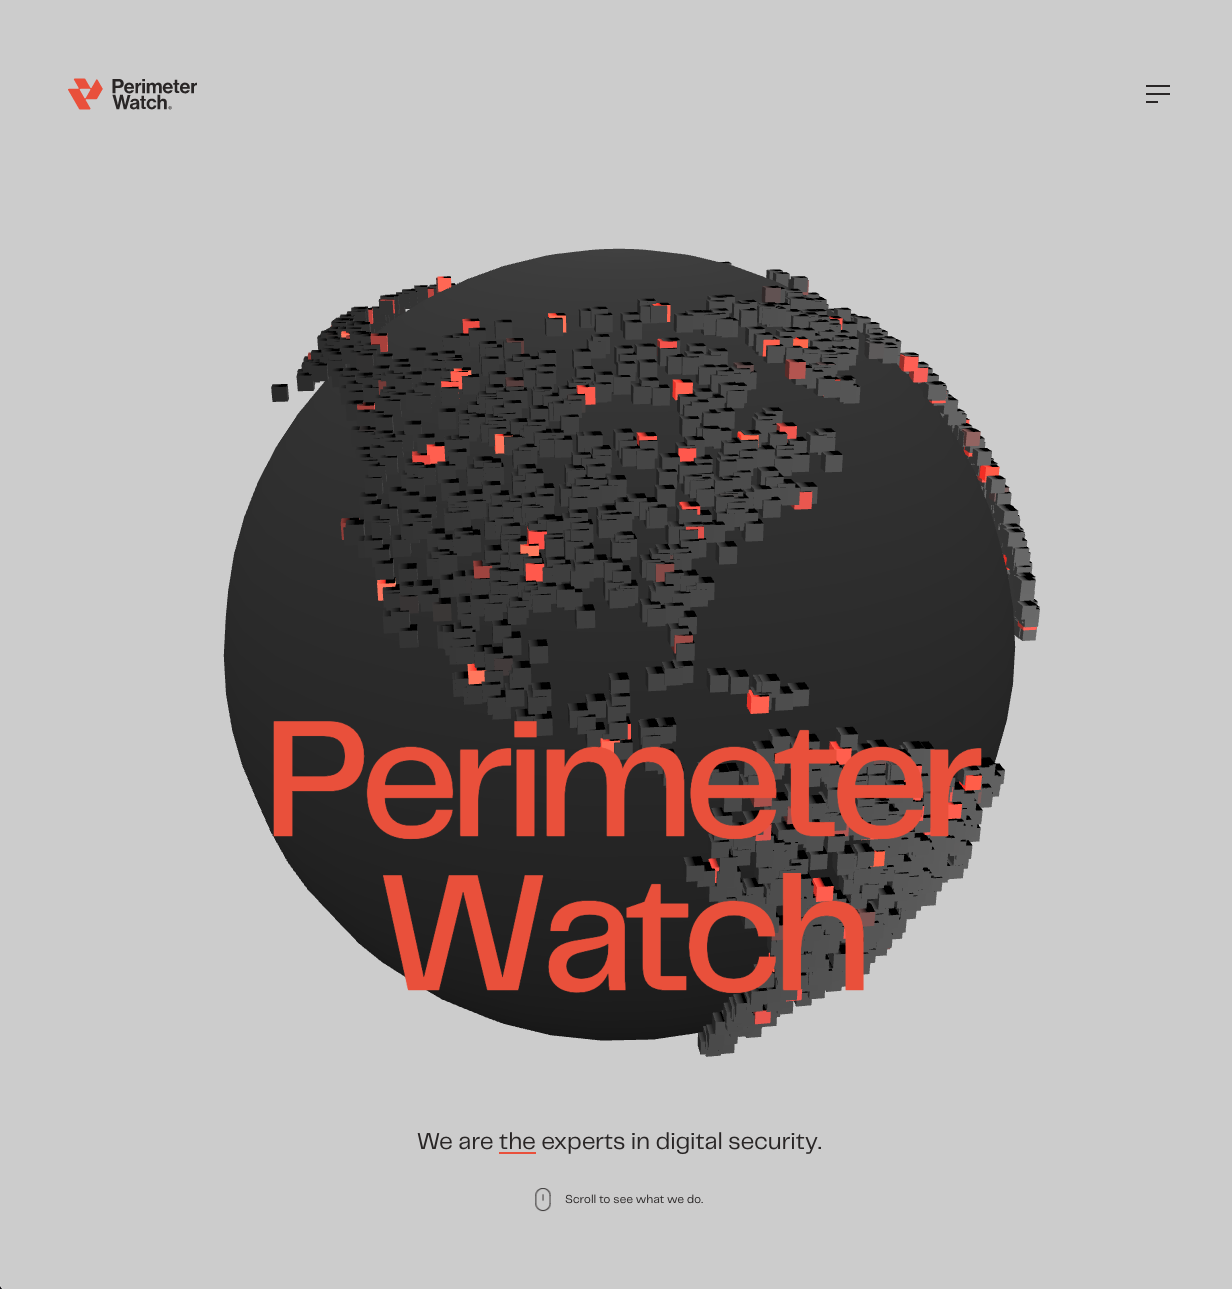 Perimeter
Watch®
Perimeter
Watch
We are the experts in digital security.
Scroll to see what we do.